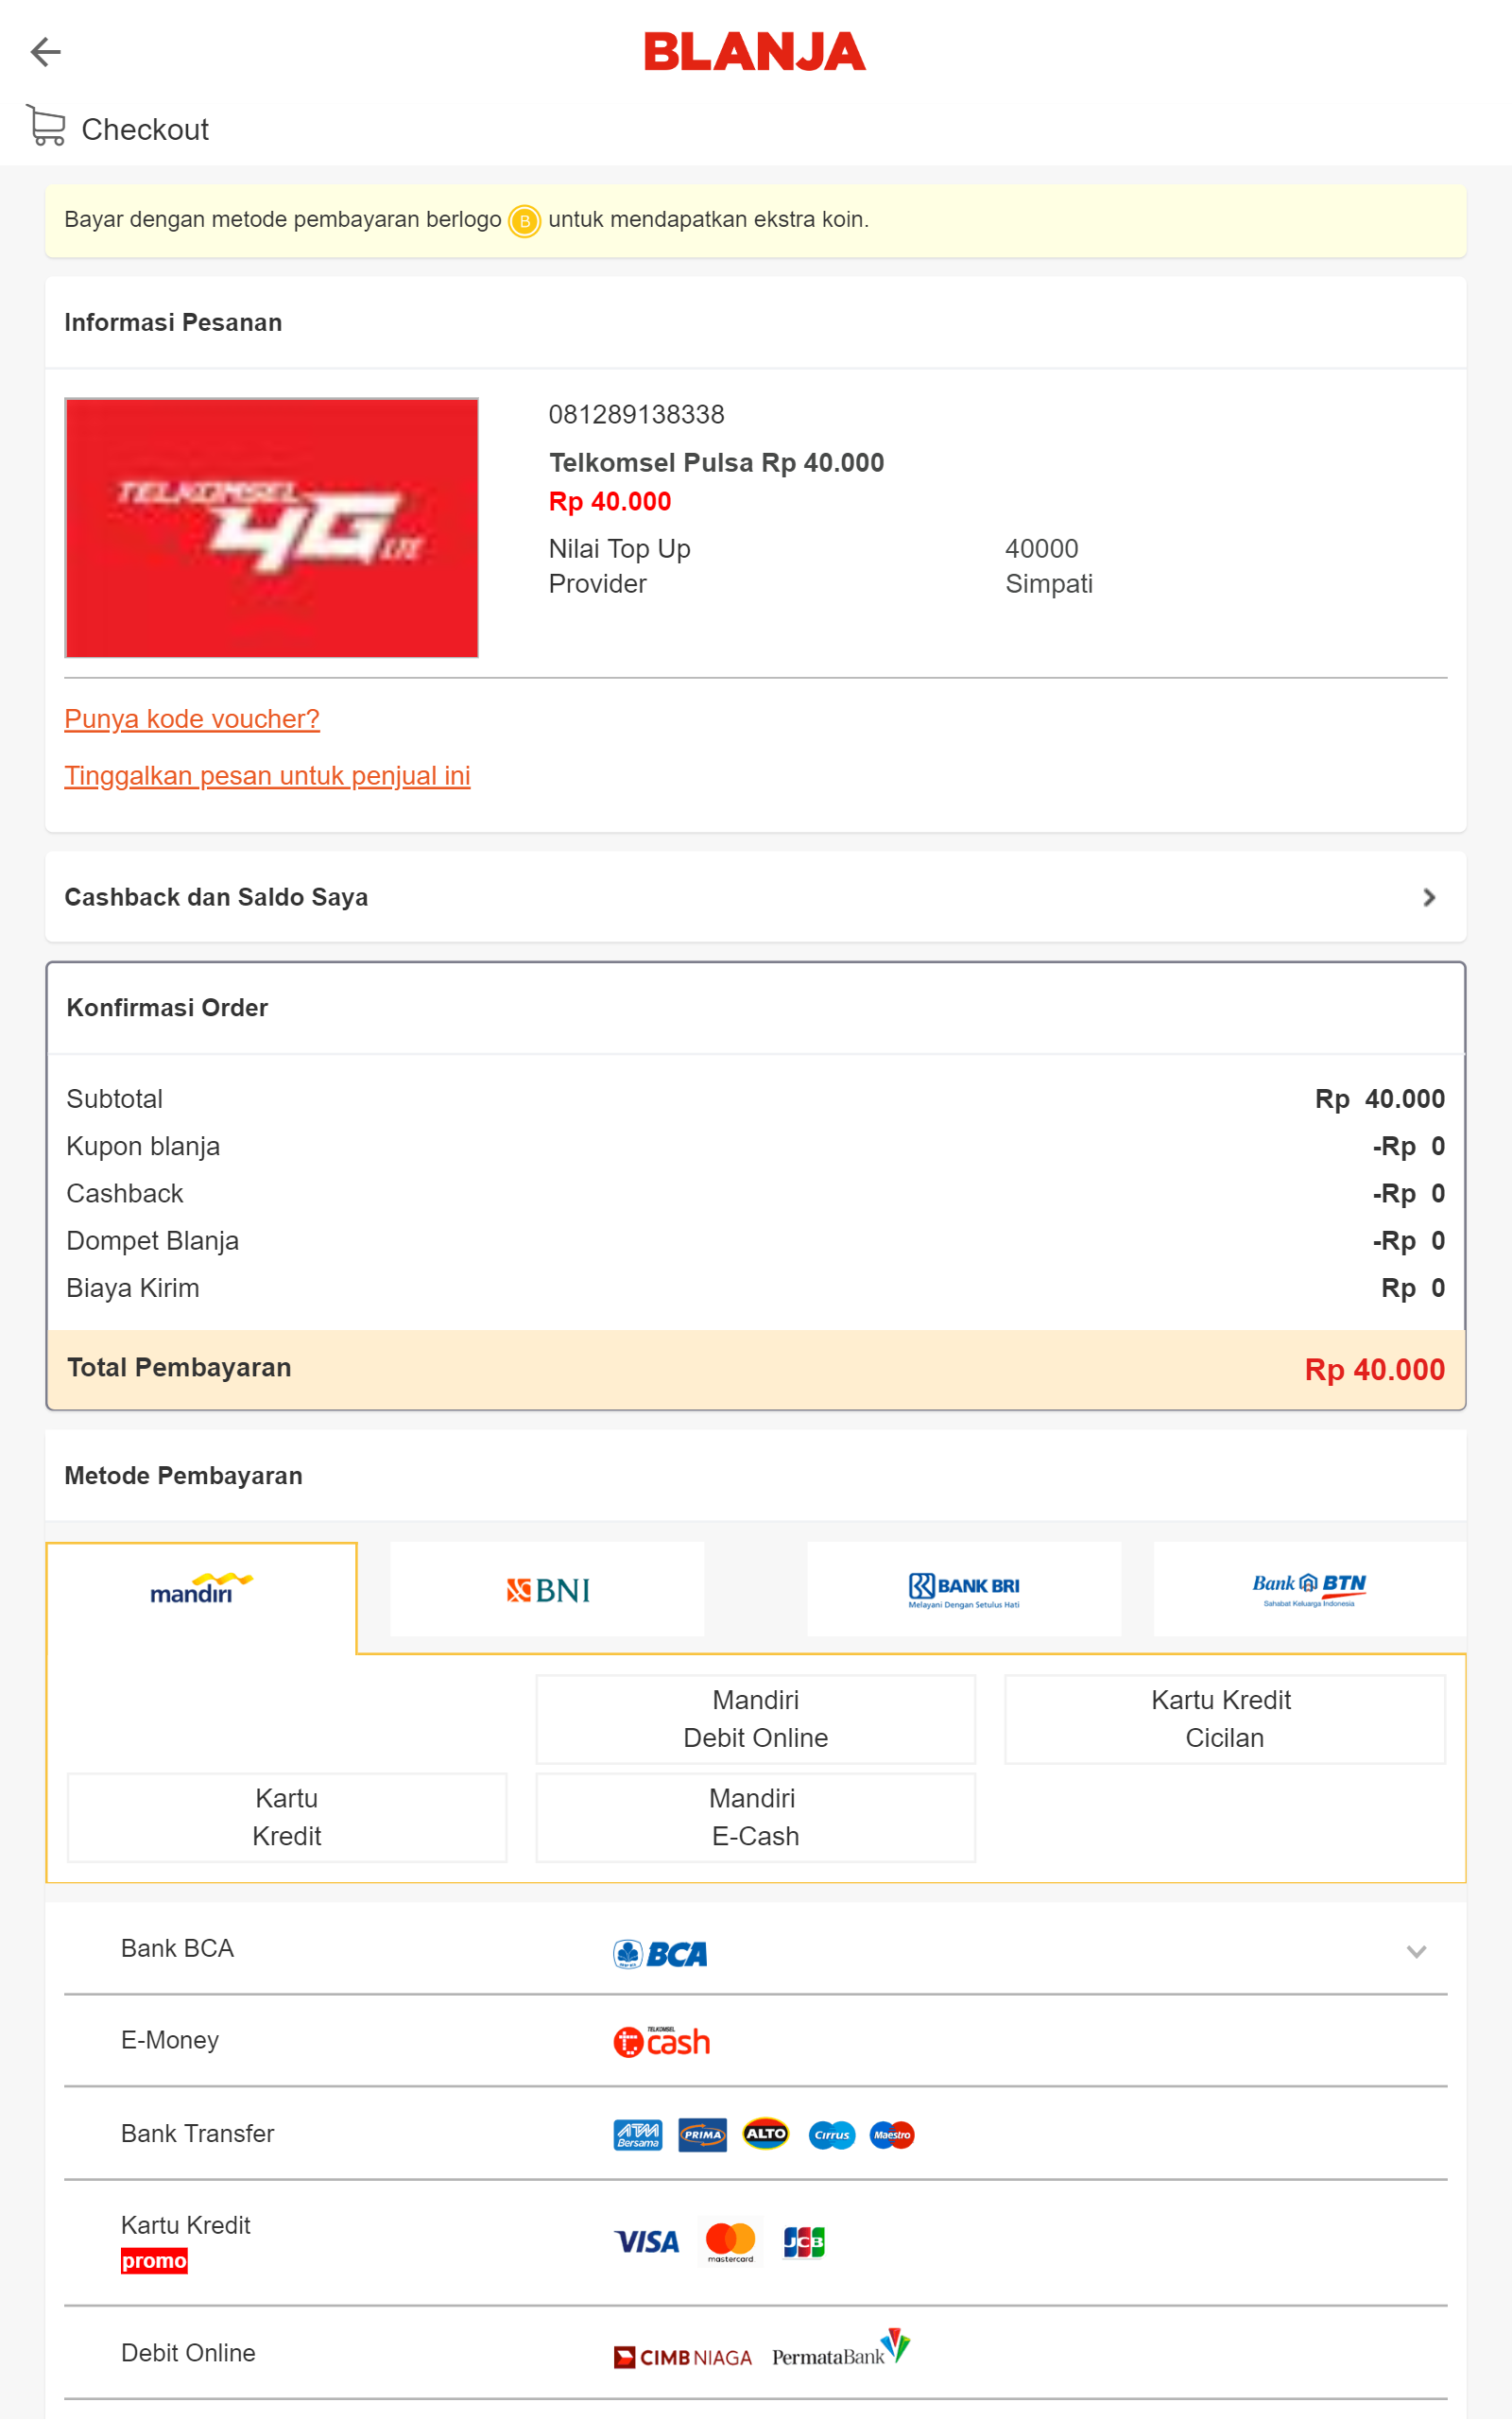 BLANJA
Checkout
Bayar dengan metode pembayaran berlogo B untuk mendapatkan ekstra koin.
Informasi Pesanan
TELKOMSEL
4G LTE
081289138338
Telkomsel Pulsa Rp 40.000
Rp 40.000
Nilai Top Up 40000
Provider Simpati
Punya kode voucher?
Tinggalkan pesan untuk penjual ini
Cashback dan Saldo Saya
Konfirmasi Order
Subtotal Rp 40.000
Kupon blanja -Rp 0
Cashback -Rp 0
Dompet Blanja -Rp 0
Biaya Kirim Rp 0
Total Pembayaran Rp 40.000
Metode Pembayaran
mandiri BNI BANK BRI Bank BTN
Melayani Dengan Setulus Hati Sahabat Keluarga Indonesia
Mandiri Kartu Kredit
Debit Online Cicilan
Kartu Mandiri
Kredit E-Cash
Bank BCA BCA
E-Money TELKOMSEL t cash
Bank Transfer ATM Bersama PRIMA ALTO Cirrus Maestro
Kartu Kredit VISA mastercard JCB
promo
Debit Online CIMB NIAGA PermataBank